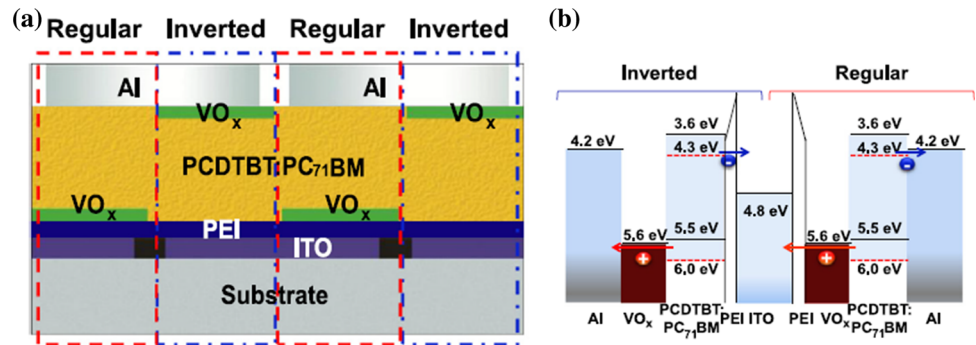 (a)
Regular Inverted Regular Inverted
Al Al
VOₓ VOₓ
PCDTBT:PC₇₁BM
VOₓ VOₓ
PEI
ITO
Substrate
(b)
Inverted Regular
3.6 eV 3.6 eV
4.2 eV 4.3 eV 4.3 eV 4.2 eV
4.8 eV
5.6 eV 5.5 eV 5.6 eV 5.5 eV
6.0 eV 6.0 eV
Al VOₓ PCDTBT: PEI ITO PEI VOₓ PCDTBT: Al
PC₇₁BM PC₇₁BM